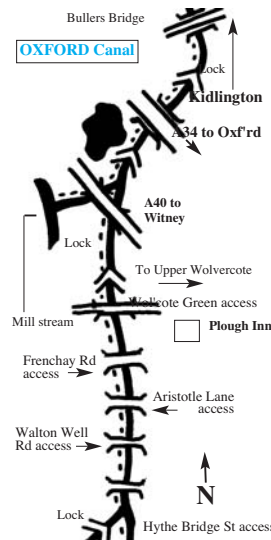 Bullers Bridge
OXFORD Canal
Lock
Kidlington
A34 to Oxf'rd
A40 to
Witney
Lock
To Upper Wolvercote
Wol'cote Green access
Mill stream
Plough Inn
Frenchay Rd
access
Aristotle Lane
access
Walton Well
Rd access
N
Lock
Hythe Bridge St access